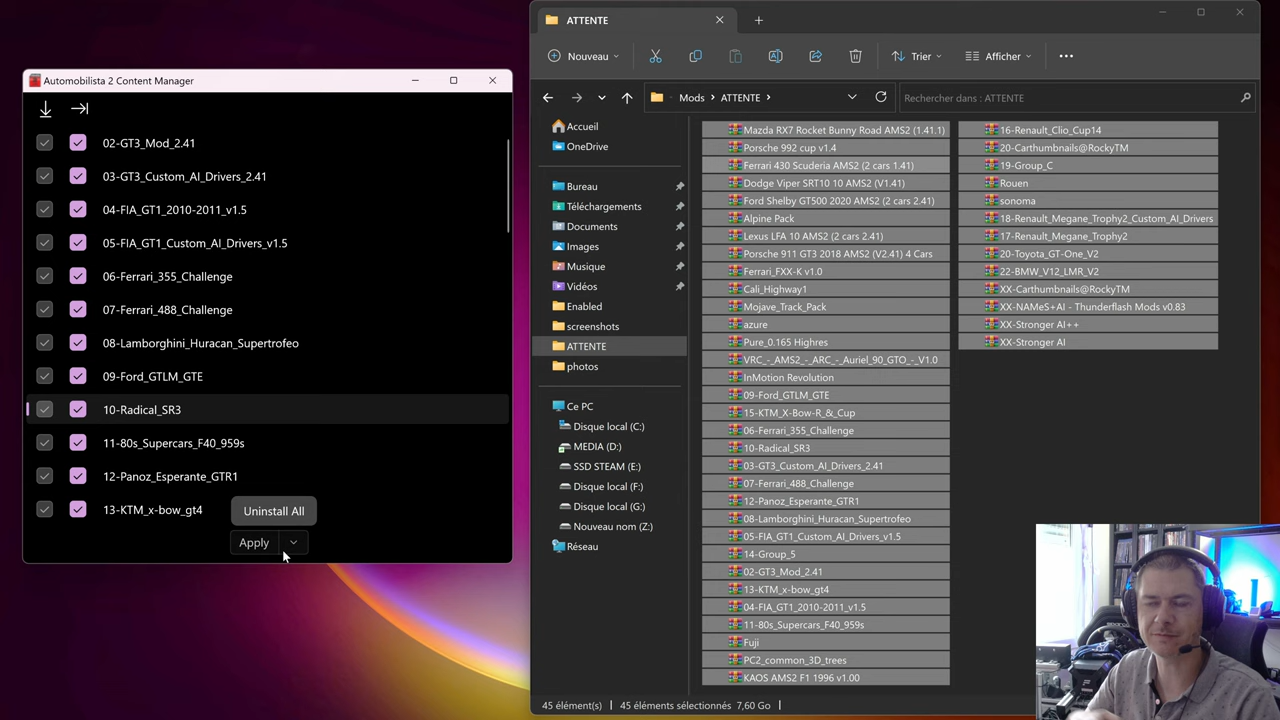 Automobilista 2 Content Manager
02-GT3_Mod_2.41
03-GT3_Custom_AI_Drivers_2.41
04-FIA_GT1_2010-2011_v1.5
05-FIA_GT1_Custom_AI_Drivers_v1.5
06-Ferrari_355_Challenge
07-Ferrari_488_Challenge
08-Lamborghini_Huracan_Supertrofeo
09-Ford_GTLM_GTE
10-Radical_SR3
11-80s_Supercars_F40_959s
12-Panoz_Esperante_GTR1
13-KTM_x-bow_gt4
Uninstall All
Apply
ATTENTE
Nouveau
Trier
Afficher
Mods
ATTENTE
Rechercher dans : ATTENTE
Accueil
OneDrive
Bureau
Téléchargements
Documents
Images
Musique
Vidéos
Enabled
screenshots
ATTENTE
photos
Ce PC
Disque local (C:)
MEDIA (D:)
SSD STEAM (E:)
Disque local (F:)
Disque local (G:)
Nouveau nom (Z:)
Réseau
Mazda RX7 Rocket Bunny Road AMS2 (1.41.1)
Porsche 992 cup v1.4
Ferrari 430 Scuderia AMS2 (2 cars 1.41)
Dodge Viper SRT10 10 AMS2 (V1.41)
Ford Shelby GT500 2020 AMS2 (2 cars 2.41)
Alpine Pack
Lexus LFA 10 AMS2 (2 cars 2.41)
Porsche 911 GT3 2018 AMS2 (V2.41) 4 Cars
Ferrari_FXX-K v1.0
Cali_Highway1
Mojave_Track_Pack
azure
Pure_0.165 Highres
VRC_-_AMS2_-_ARC_-_Auriel_90_GTO_-_V1.0
InMotion Revolution
09-Ford_GTLM_GTE
15-KTM_X-Bow-R_&_Cup
06-Ferrari_355_Challenge
10-Radical_SR3
03-GT3_Custom_AI_Drivers_2.41
07-Ferrari_488_Challenge
12-Panoz_Esperante_GTR1
08-Lamborghini_Huracan_Supertrofeo
05-FIA_GT1_Custom_AI_Drivers_v1.5
14-Group_5
02-GT3_Mod_2.41
13-KTM_x-bow_gt4
04-FIA_GT1_2010-2011_v1.5
11-80s_Supercars_F40_959s
Fuji
PC2_common_3D_trees
KAOS AMS2 F1 1996 v1.00
16-Renault_Clio_Cup14
20-Carthumbnails@RockyTM
19-Group_C
Rouen
sonoma
18-Renault_Megane_Trophy2_Custom_AI_Drivers
17-Renault_Megane_Trophy2
20-Toyota_GT-One_V2
22-BMW_V12_LMR_V2
XX-Carthumbnails@RockyTM
XX-NAMeS+AI - Thunderflash Mods v0.83
XX-Stronger AI++
XX-Stronger AI
45 élément(s)
45 éléments sélectionnés 7,60 Go